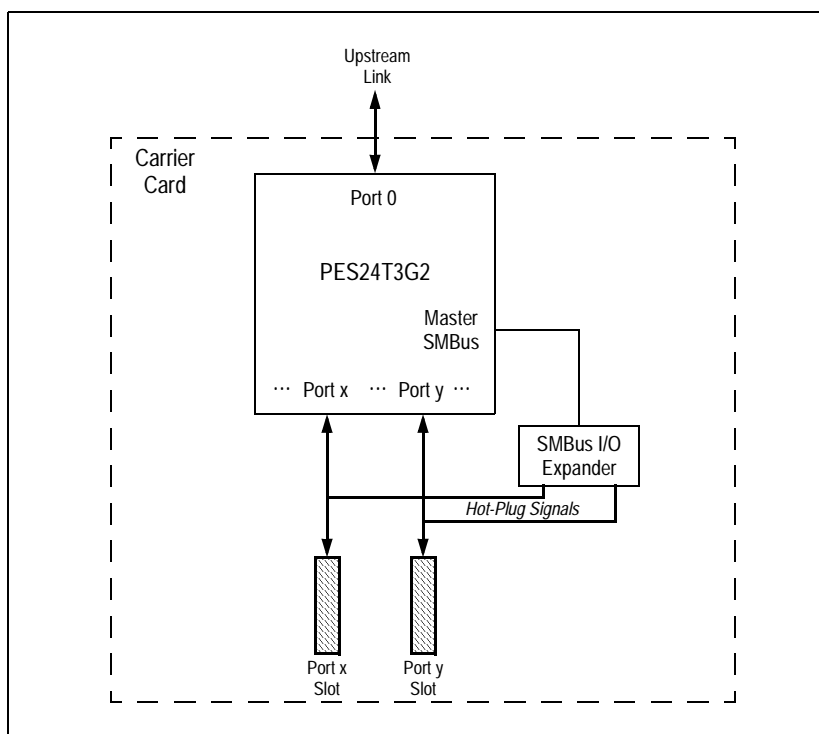 Upstream
Link
Carrier
Card
Port 0
PES24T3G2
Master
SMBus
... Port x ... Port y ...
SMBus I/O
Expander
Hot-Plug Signals
Port x
Slot
Port y
Slot